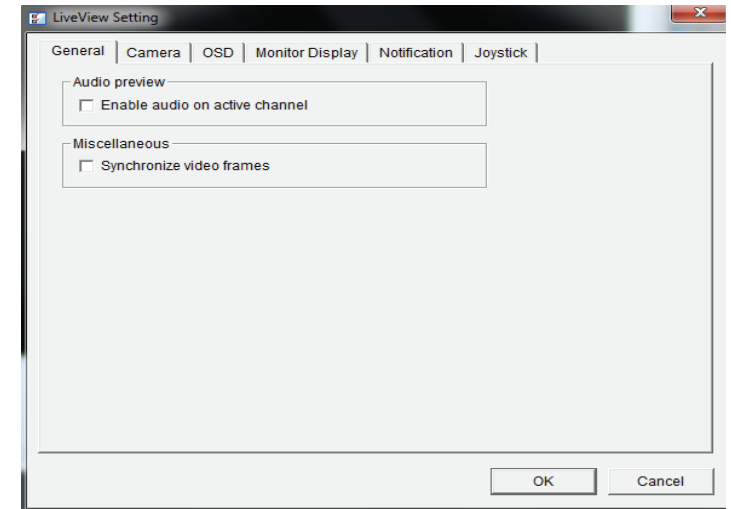 LiveView Setting
General Camera OSD Monitor Display Notification Joystick
Audio preview
Enable audio on active channel
Miscellaneous
Synchronize video frames
OK Cancel